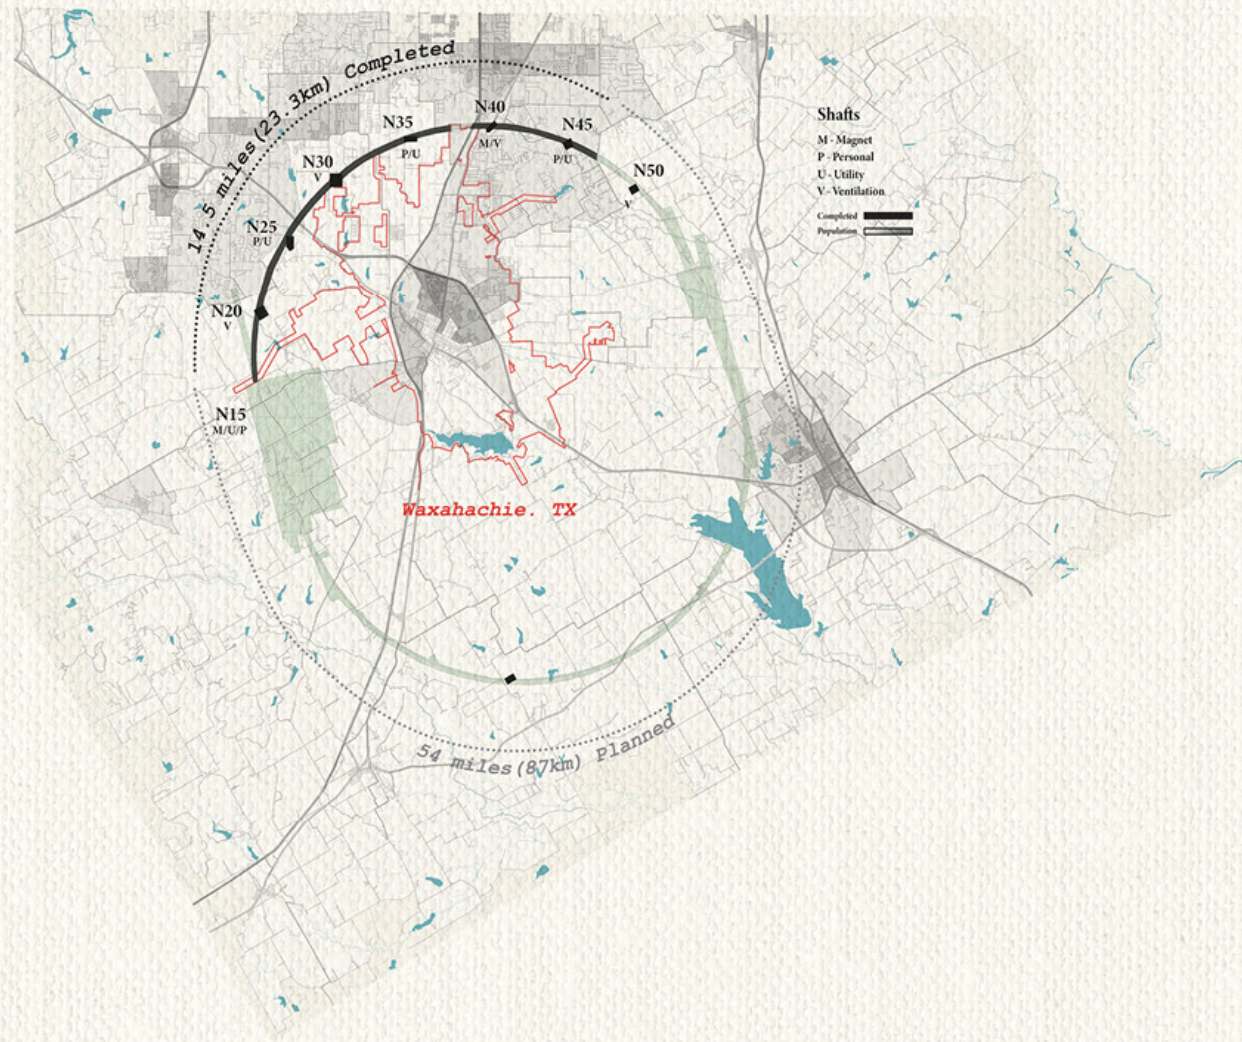 14.5 miles(23.3km) Completed
N40
M/V
N35
P/U
N45
P/U
N30
V
N50
V
N25
P/U
N20
V
N15
M/U/P
Shafts
M - Magnet
P - Personal
U - Utility
V - Ventilation
Completed
Population
Waxahachie. TX
54 miles(87km) Planned